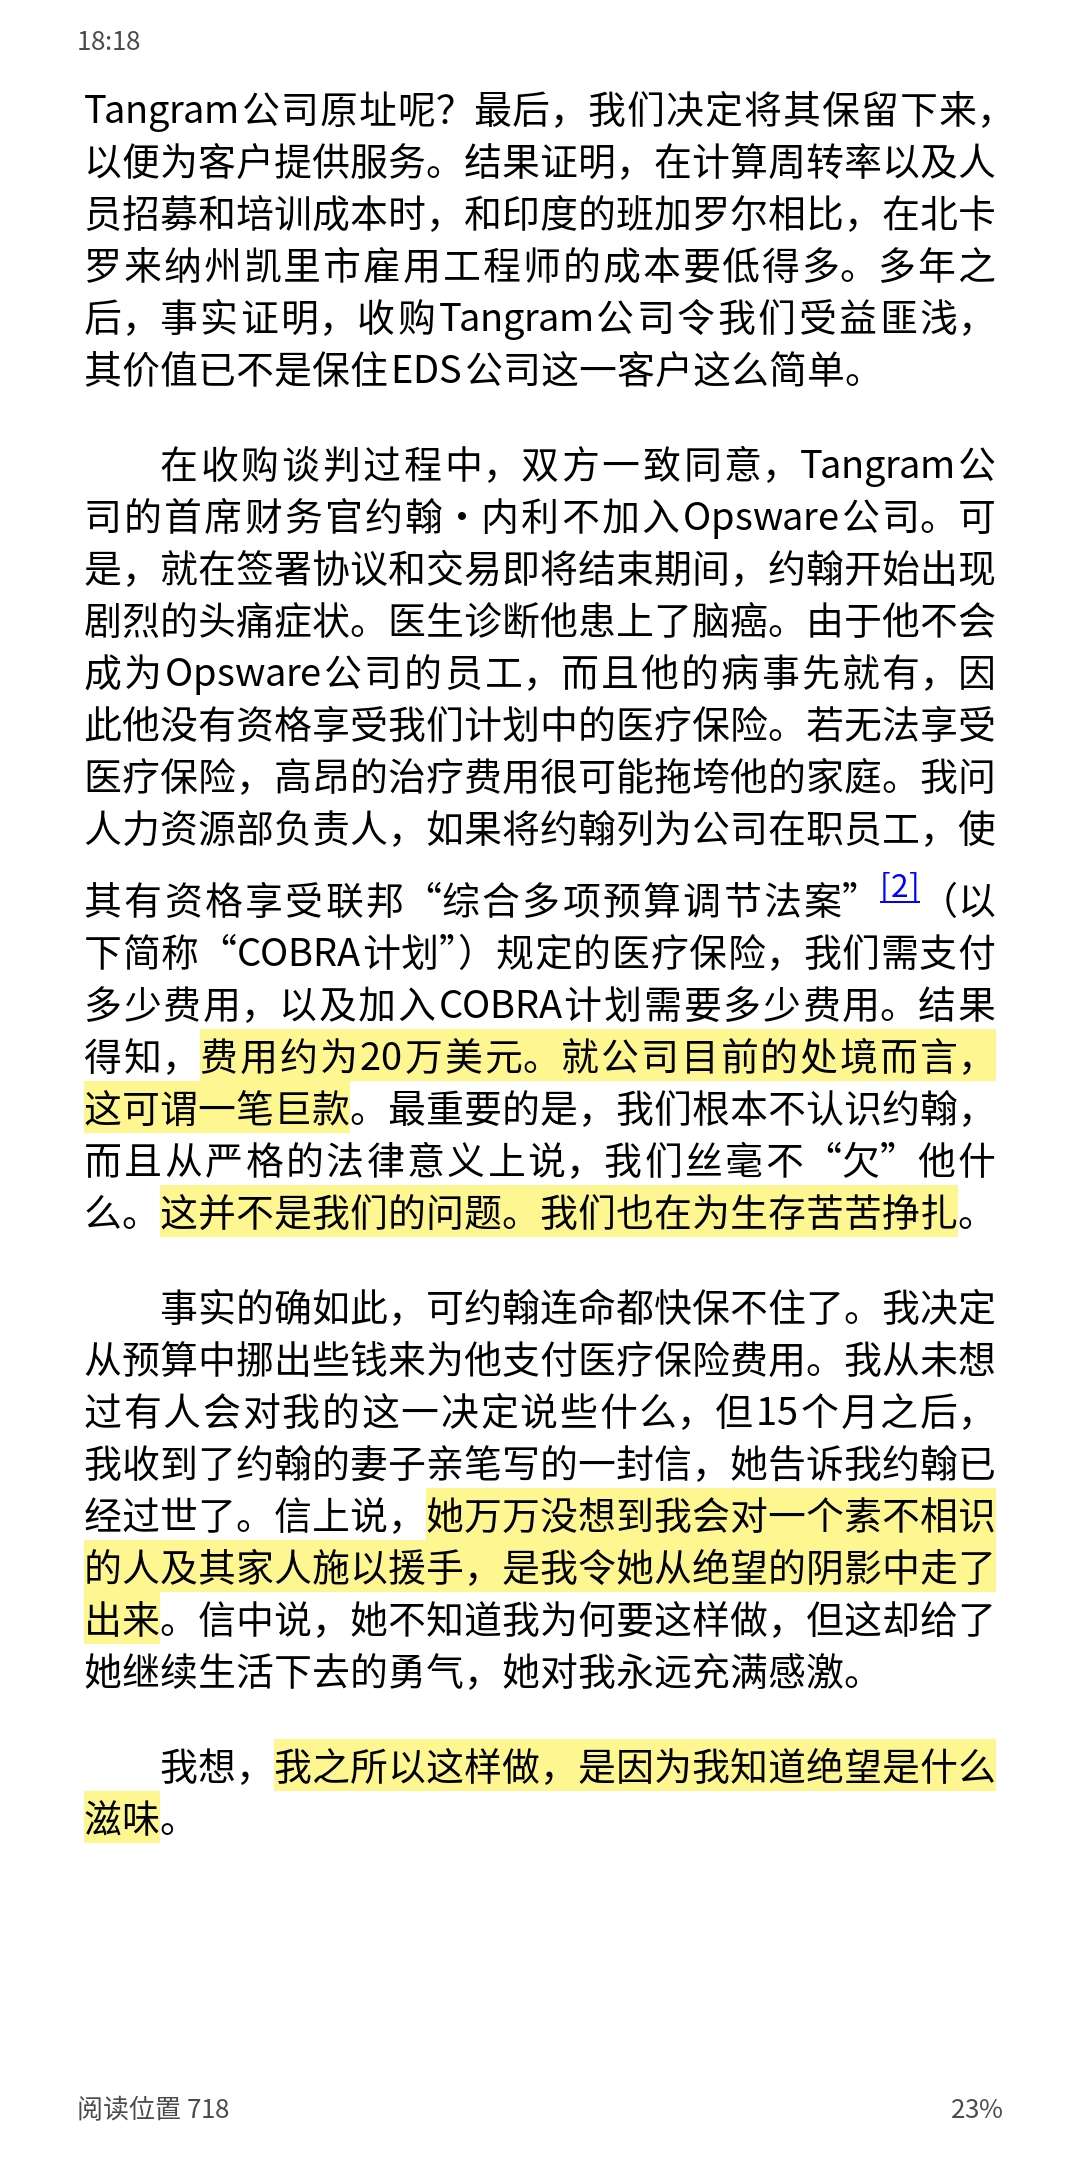 18:18
Tangram公司原址呢？最后，我们决定将其保留下来，
以便为客户提供服务。结果证明，在计算周转率以及人
员招募和培训成本时，和印度的班加罗尔相比，在北卡
罗来纳州凯里市雇用工程师的成本要低得多。多年之
后，事实证明，收购Tangram公司令我们受益匪浅，
其价值已不是保住EDS公司这一客户这么简单。
在收购谈判过程中，双方一致同意，Tangram公
司的首席财务官约翰·内利不加入Opsware公司。可
是，就在签署协议和交易即将结束期间，约翰开始出现
剧烈的头痛症状。医生诊断他患上了脑癌。由于他不会
成为Opsware公司的员工，而且他的病事先就有，因
此他没有资格享受我们计划中的医疗保险。若无法享受
医疗保险，高昂的治疗费用很可能拖垮他的家庭。我问
人力资源部负责人，如果将约翰列为公司在职员工，使
其有资格享受联邦“综合多项预算调节法案”[2]（以
下简称“COBRA计划”）规定的医疗保险，我们需支付
多少费用，以及加入COBRA计划需要多少费用。结果
得知，费用约为20万美元。就公司目前的处境而言，
这可谓一笔巨款。最重要的是，我们根本不认识约翰，
而且从严格的法律意义上说，我们丝毫不“欠”他什
么。这并不是我们的问题。我们也在为生存苦苦挣扎。
事实的确如此，可约翰连命都快保不住了。我决定
从预算中挪出些钱来为他支付医疗保险费用。我从未想
过有人会对我的这一决定说些什么，但15个月之后，
我收到了约翰的妻子亲笔写的一封信，她告诉我约翰已
经过世了。信上说，她万万没想到我会对一个素不相识
的人及其家人施以援手，是我令她从绝望的阴影中走了
出来。信中说，她不知道我为何要这样做，但这却给了
她继续生活下去的勇气，她对我永远充满感激。
我想，我之所以这样做，是因为我知道绝望是什么
滋味。
阅读位置 718
23%